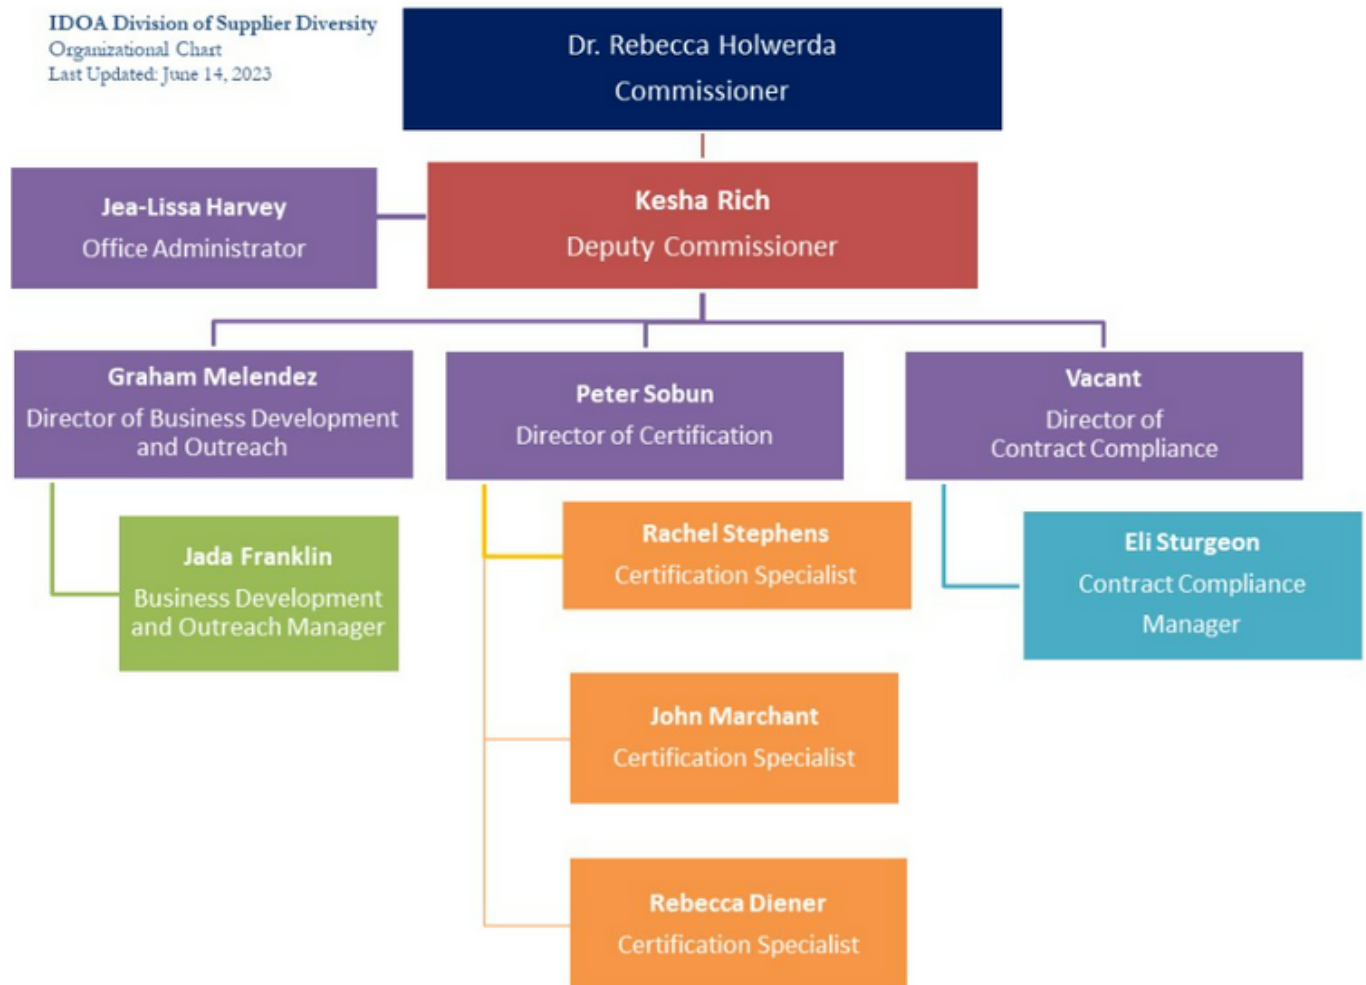 IDOA Division of Supplier Diversity
Organizational Chart
Last Updated: June 14, 2023
Dr. Rebecca Holwerda
Commissioner
Jea-Lissa Harvey
Office Administrator
Kesha Rich
Deputy Commissioner
Graham Melendez
Director of Business Development
and Outreach
Peter Sobun
Director of Certification
Vacant
Director of
Contract Compliance
Jada Franklin
Business Development
and Outreach Manager
Rachel Stephens
Certification Specialist
Eli Sturgeon
Contract Compliance
Manager
John Marchant
Certification Specialist
Rebecca Diener
Certification Specialist